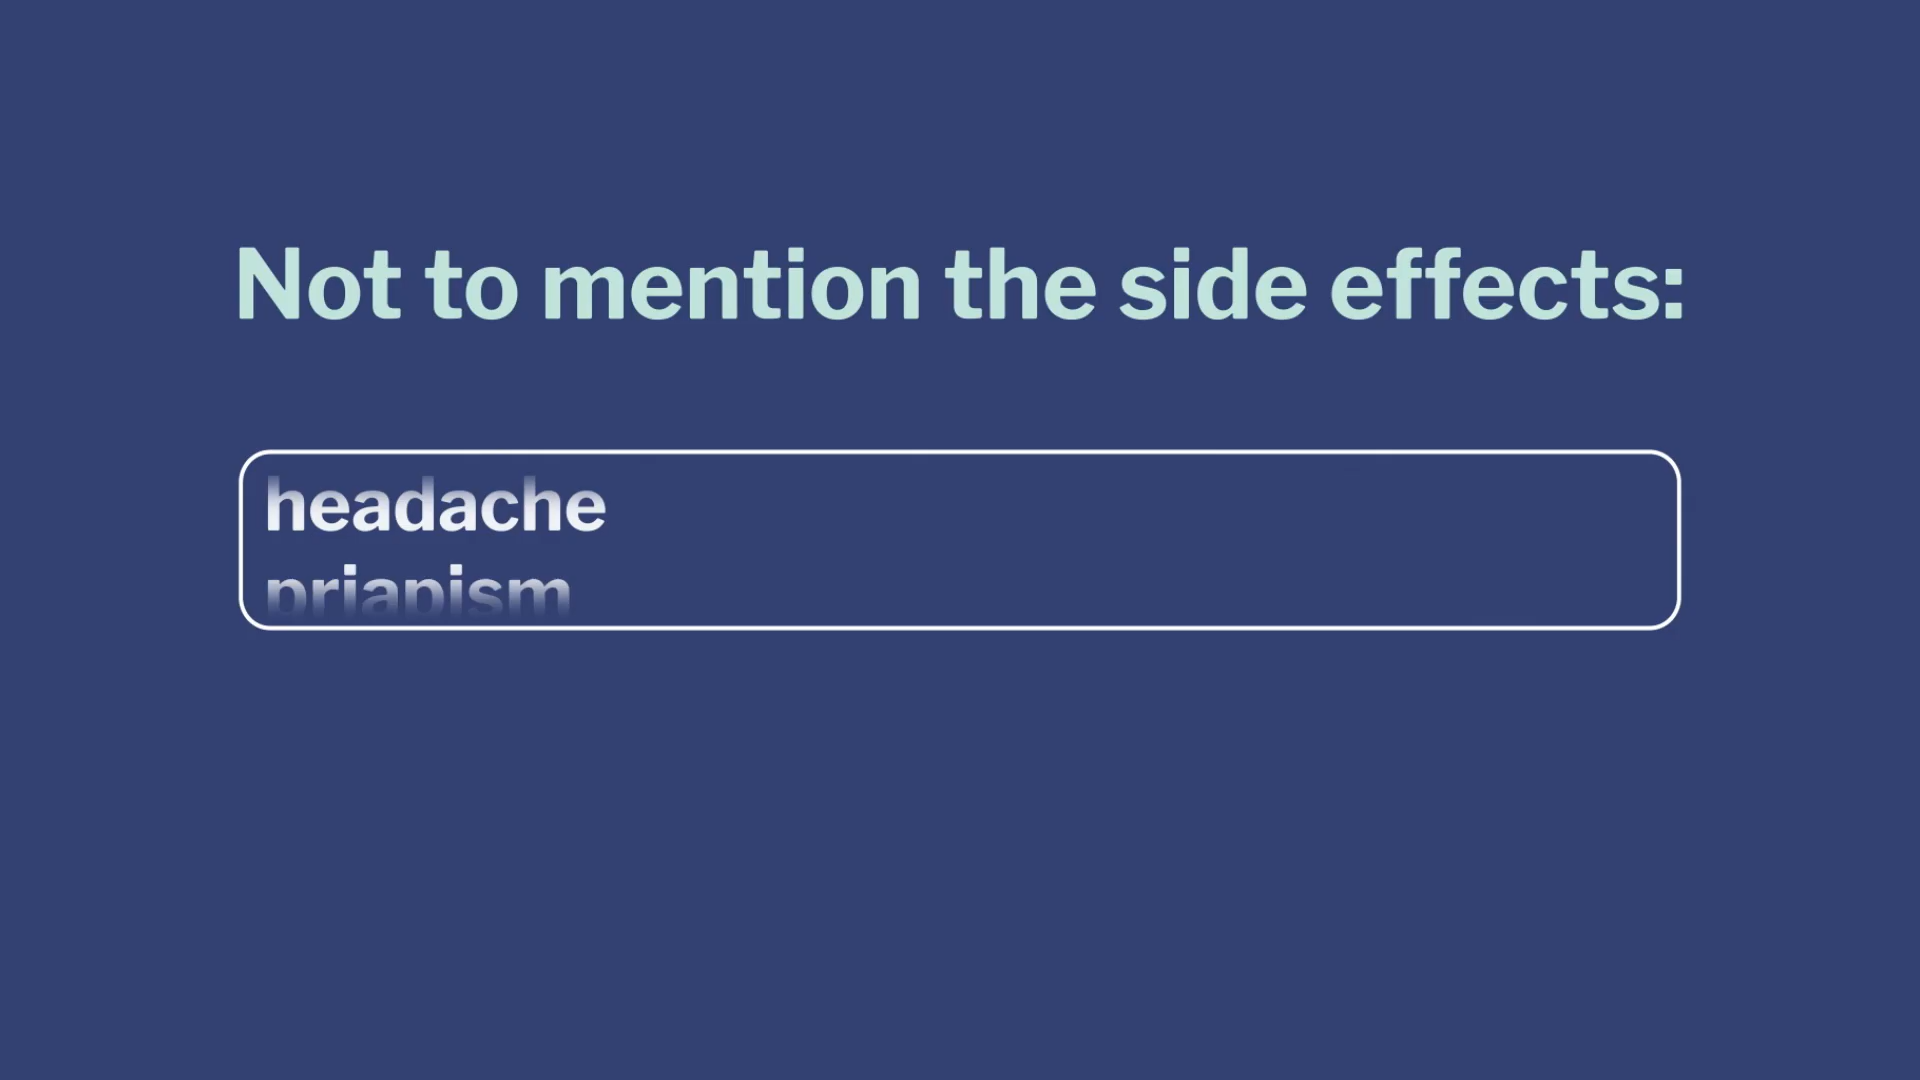 Not to mention the side effects:
headache
priapism